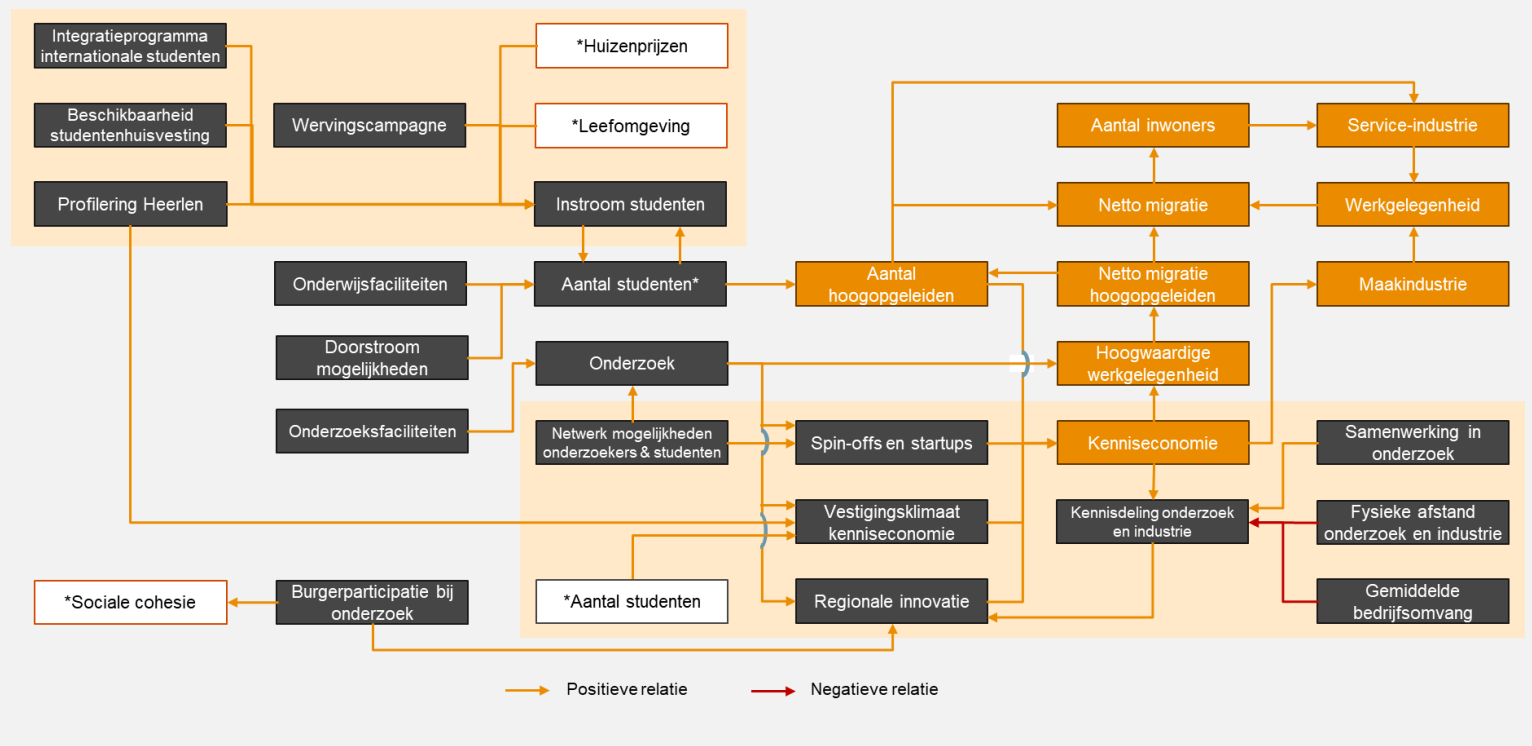 Integratieprogramma
internationale studenten
*Huizenprijzen
Beschikbaarheid
studentenhuisvesting
Wervingscampagne
*Leefomgeving
Aantal inwoners
Service-industrie
Profilering Heerlen
Instroom studenten
Netto migratie
Werkgelegenheid
Onderwijsfaciliteiten
Aantal studenten*
Aantal
hoogopgeleiden
Netto migratie
hoogopgeleiden
Maakindustrie
Doorstroom
mogelijkheden
Onderzoek
Hoogwaardige
werkgelegenheid
Onderzoeksfaciliteiten
Netwerk mogelijkheden
onderzoekers & studenten
Spin-offs en startups
Kenniseconomie
Samenwerking in
onderzoek
Vestigingsklimaat
kenniseconomie
Kennisdeling onderzoek
en industrie
Fysieke afstand
onderzoek en industrie
*Sociale cohesie
Burgerparticipatie bij
onderzoek
*Aantal studenten
Regionale innovatie
Gemiddelde
bedrijfsomvang
Positieve relatie
Negatieve relatie